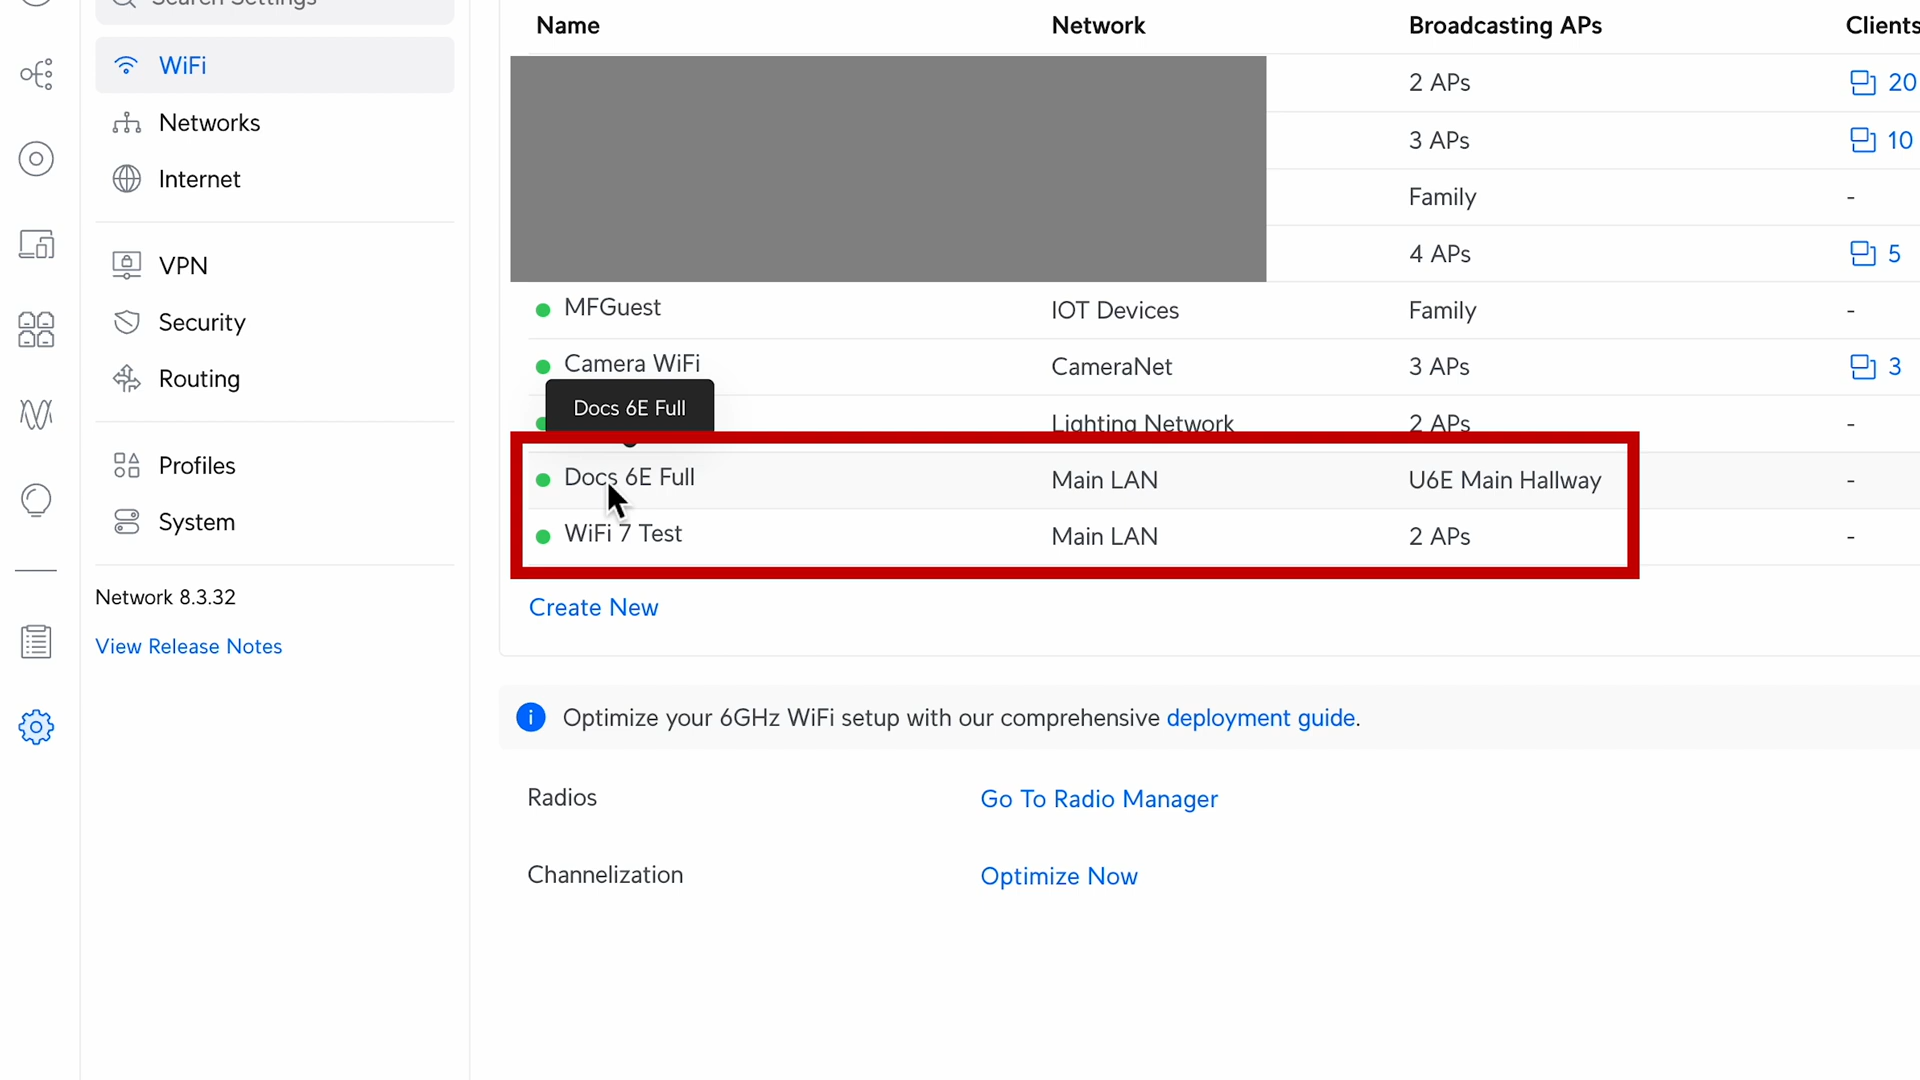 Search Settings
Name Network Broadcasting APs Clients
WiFi
2 APs 20
Networks
3 APs 10
Internet
Family -
4 APs 5
VPN
MFGuest IOT Devices Family -
Security
Camera WiFi CameraNet 3 APs 3
Routing
Docs 6E Full
Lighting Network 2 APs -
Profiles
Docs 6E Full Main LAN U6E Main Hallway -
System
WiFi 7 Test Main LAN 2 APs -
Network 8.3.32
Create New
View Release Notes
Optimize your 6GHz WiFi setup with our comprehensive deployment guide.
Radios Go To Radio Manager
Channelization Optimize Now